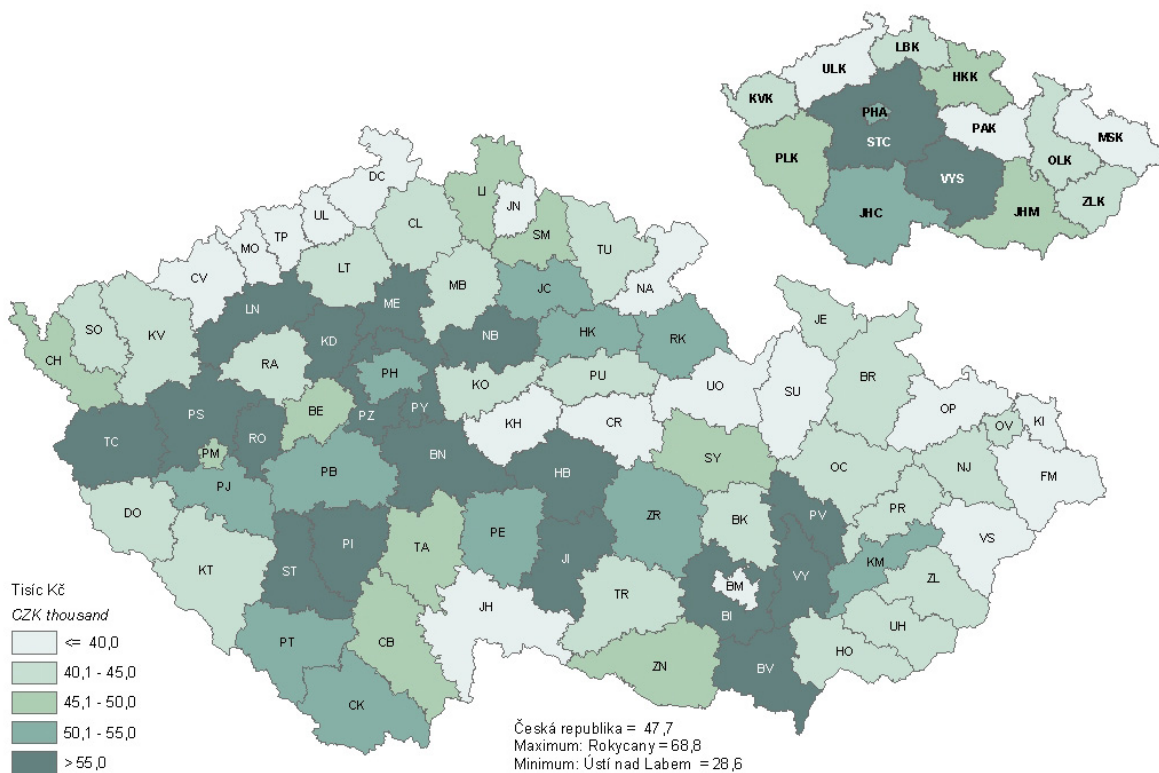 LBK
ULK
HKK
KVK
PHA
PAK
MSK
STC
PLK
OLK
VYS
ZLK
JHC
JHM
DC
LI
JN
UL
CL
SM
TP
TU
MO
LT
CV
MB
JC
NA
ME
LN
SO
KV
NB
HK
RK
JE
KD
CH
RA
PH
BR
KO
PU
UO
SU
PS
BE
PZ
PY
OP
KI
TC
RO
KH
CR
OV
PM
BN
SY
PB
HB
OC
NJ
FM
PJ
DO
PE
ZR
BK
PV
PR
TA
VS
PI
KM
KT
ST
JI
VY
ZL
BM
TR
JH
BI
UH
PT
CB
HO
ZN
BV
CK
Tisíc Kč
CZK thousand
<= 40,0
40,1 - 45,0
45,1 - 50,0
50,1 - 55,0
> 55,0
Česká republika = 47,7
Maximum: Rokycany = 68,8
Minimum: Ústí nad Labem = 28,6